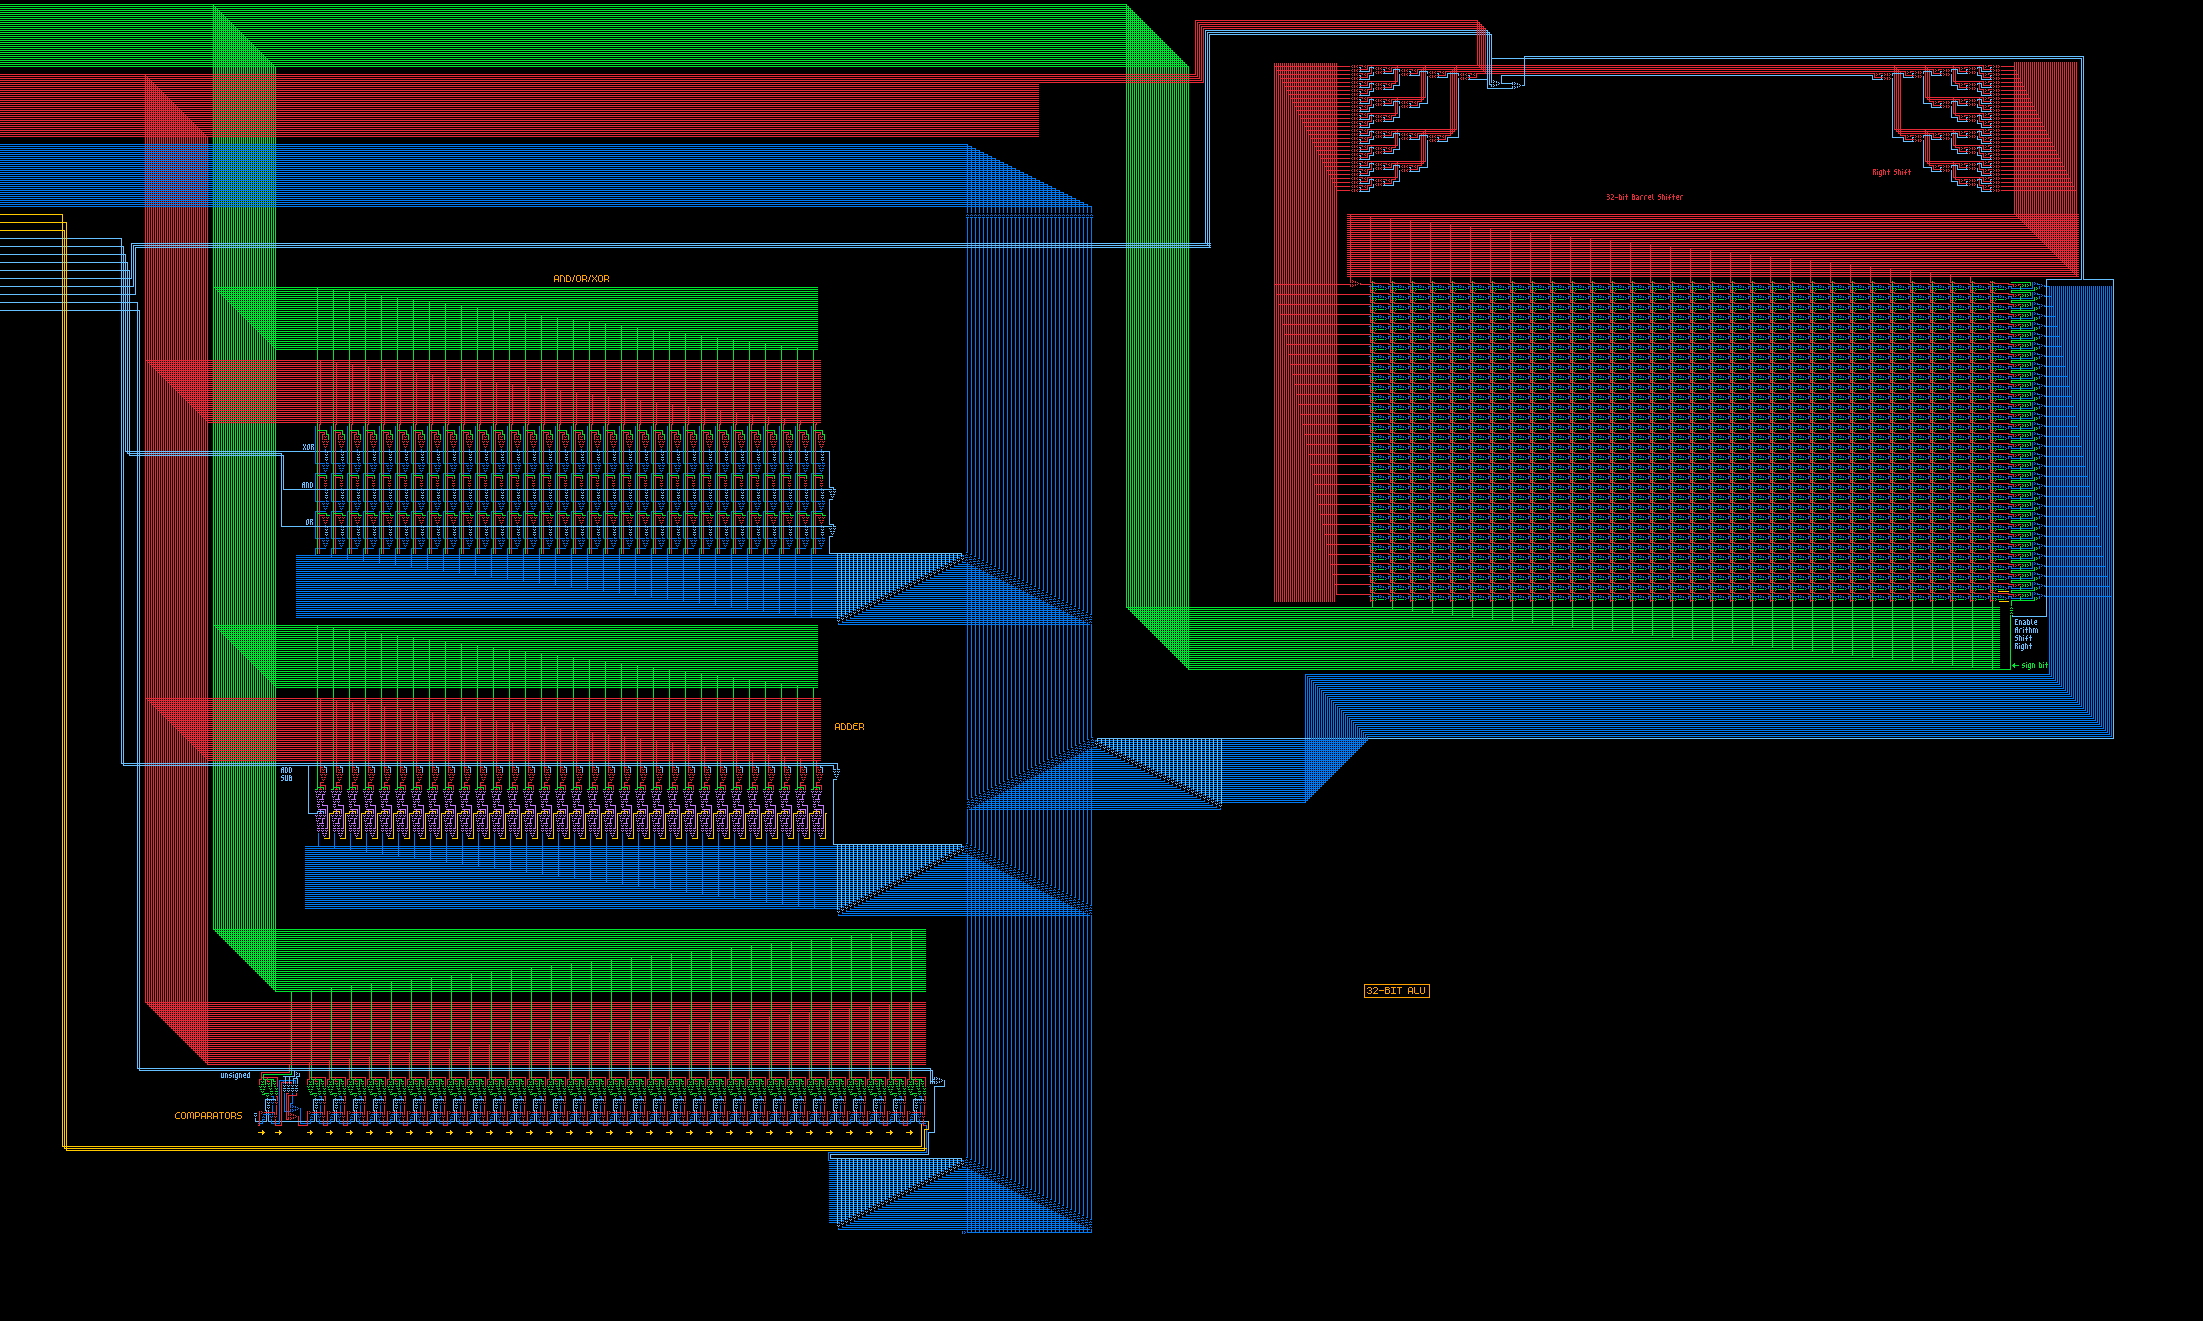 Right Shift
32-bit Barrel Shifter
AND/OR/XOR
XOR
AND
OR
Enable
Arithm
Shift
Right
← sign bit
ADDER
ADD
SUB
32-BIT ALU
unsigned
COMPARATORS